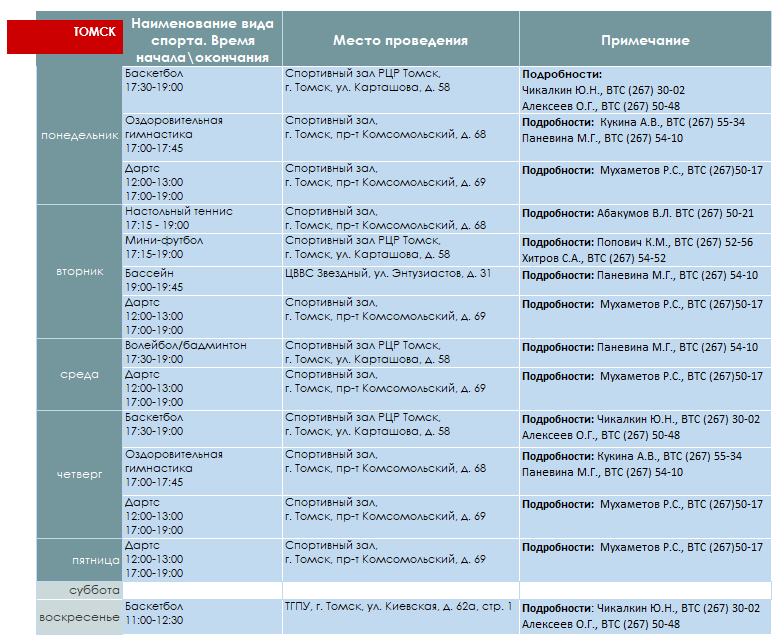 ТОМСК
Наименование вида
спорта. Время
начала\окончания
Место проведения
Примечание
понедельник
Баскетбол
17:30-19:00
Спортивный зал РЦР Томск,
г. Томск, ул. Карташова, д. 58
Подробности:
Чикалкин Ю.Н., ВТС (267) 30-02
Алексеев О.Г., ВТС (267) 50-48
Оздоровительная
гимнастика
17:00-17:45
Спортивный зал,
г. Томск, пр-т Комсомольский, д. 68
Подробности: Кукина А.В., ВТС (267) 55-34
Паневина М.Г., ВТС (267) 54-10
Дартс
12:00-13:00
17:00-19:00
Спортивный зал,
г. Томск, пр-т Комсомольский, д. 69
Подробности: Мухаметов Р.С., ВТС (267)50-17
вторник
Настольный теннис
17:15 - 19:00
Спортивный зал,
г. Томск, пр-т Комсомольский, д. 68
Подробности: Абакумов В.Л. ВТС (267) 50-21
Мини-футбол
17:15-19:00
Спортивный зал РЦР Томск,
г. Томск, ул. Карташова, д. 58
Подробности: Попович К.М., ВТС (267) 52-56
Хитров С.А., ВТС (267) 54-52
Бассейн
19:00-19:45
ЦВВС Звездный, ул. Энтузиастов, д. 31
Подробности: Паневина М.Г., ВТС (267) 54-10
Дартс
12:00-13:00
17:00-19:00
Спортивный зал,
г. Томск, пр-т Комсомольский, д. 69
Подробности: Мухаметов Р.С., ВТС (267)50-17
среда
Волейбол/бадминтон
17:30-19:00
Спортивный зал РЦР Томск,
г. Томск, ул. Карташова, д. 58
Подробности: Паневина М.Г., ВТС (267) 54-10
Дартс
12:00-13:00
17:00-19:00
Спортивный зал,
г. Томск, пр-т Комсомольский, д. 69
Подробности: Мухаметов Р.С., ВТС (267)50-17
четверг
Баскетбол
17:30-19:00
Спортивный зал РЦР Томск,
г. Томск, ул. Карташова, д. 58
Подробности: Чикалкин Ю.Н., ВТС (267) 30-02
Алексеев О.Г., ВТС (267) 50-48
Оздоровительная
гимнастика
17:00-17:45
Спортивный зал,
г. Томск, пр-т Комсомольский, д. 68
Подробности: Кукина А.В., ВТС (267) 55-34
Паневина М.Г., ВТС (267) 54-10
Дартс
12:00-13:00
17:00-19:00
Спортивный зал,
г. Томск, пр-т Комсомольский, д. 69
Подробности: Мухаметов Р.С., ВТС (267)50-17
пятница
Дартс
12:00-13:00
17:00-19:00
Спортивный зал,
г. Томск, пр-т Комсомольский, д. 69
Подробности: Мухаметов Р.С., ВТС (267)50-17
суббота
воскресенье
Баскетбол
11:00-12:30
ТГПУ, г. Томск, ул. Киевская, д. 62а, стр. 1
Подробности: Чикалкин Ю.Н., ВТС (267) 30-02
Алексеев О.Г., ВТС (267) 50-48